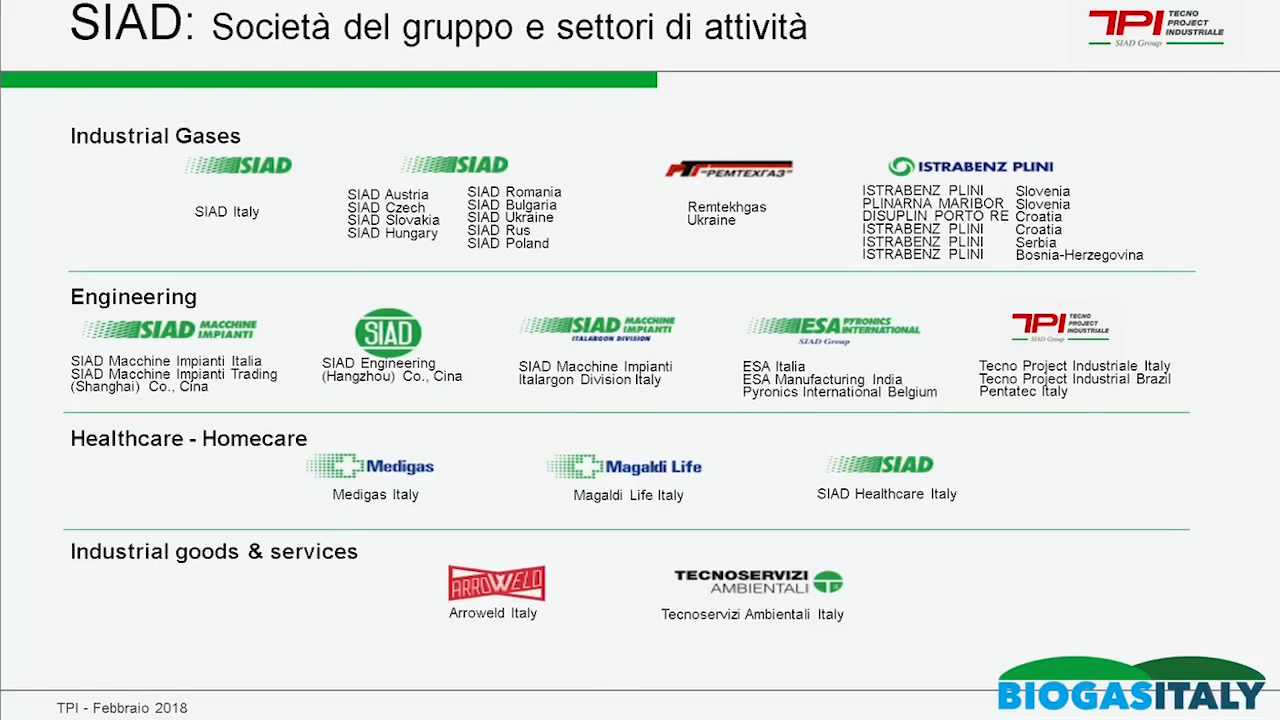 SIAD: Società del gruppo e settori di attività
TPI TECNO PROJECT INDUSTRIALE
SIAD Group
Industrial Gases
SIAD
SIAD Italy
SIAD
SIAD Austria
SIAD Czech
SIAD Slovakia
SIAD Hungary
SIAD Romania
SIAD Bulgaria
SIAD Ukraine
SIAD Rus
SIAD Poland
РТГ "РЕМТЕХГАЗ"
Remtekhgas
Ukraine
ISTRABENZ PLINI
ISTRABENZ PLINI Slovenia
PLINARNA MARIBOR Slovenia
DISUPLIN PORTO RE Croatia
ISTRABENZ PLINI Croatia
ISTRABENZ PLINI Serbia
ISTRABENZ PLINI Bosnia-Herzegovina
Engineering
SIAD MACCHINE IMPIANTI
SIAD Macchine Impianti Italia
SIAD Macchine Impianti Trading
(Shanghai) Co., Cina
SIAD
SIAD Engineering
(Hangzhou) Co., Cina
SIAD MACCHINE IMPIANTI
ITALARGON DIVISION
SIAD Macchine Impianti
Italargon Division Italy
ESA PYRONICS INTERNATIONAL
SIAD Group
ESA Italia
ESA Manufacturing India
Pyronics International Belgium
TPI TECNO PROJECT INDUSTRIALE
SIAD Group
Tecno Project Industriale Italy
Tecno Project Industrial Brazil
Pentatec Italy
Healthcare - Homecare
Medigas
Medigas Italy
Magaldi Life
Magaldi Life Italy
SIAD
SIAD Healthcare Italy
Industrial goods & services
ARROWELD
Arroweld Italy
TECNOSERVIZI
AMBIENTALI
Tecnoservizi Ambientali Italy
TPI - Febbraio 2018
BIOGASITALY